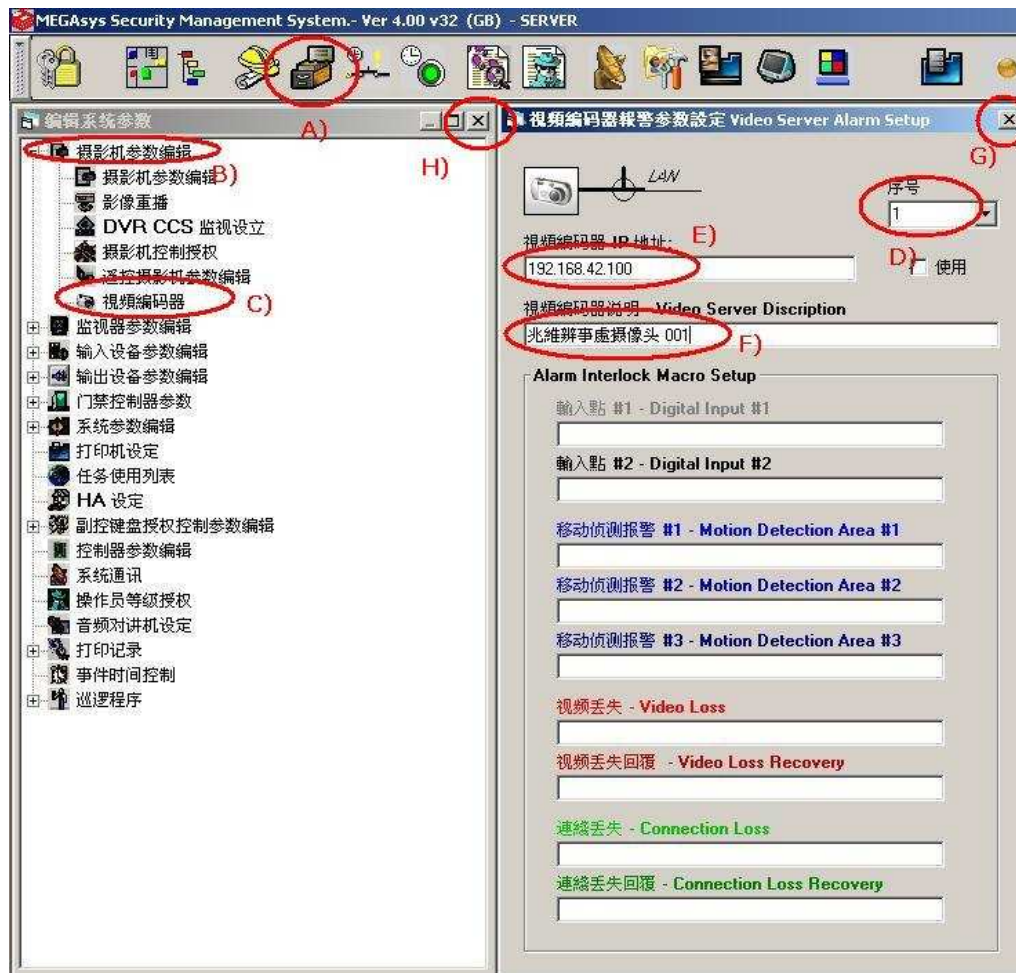 MEGAsys Security Management System.- Ver 4.00 v32 (GB) - SERVER
A)
编辑系统参数
H)
摄影机参数编辑
B)
摄影机参数编辑
影像重播
DVR CCS 监视设立
摄影机控制授权
遥控摄影机参数编辑
視頻编码器
C)
监视器参数编辑
输入设备参数编辑
输出设备参数编辑
门禁控制器参数
系统参数编辑
打印机设定
任务使用列表
HA 设定
副控键盘授权控制参数编辑
控制器参数编辑
系统通讯
操作员等级授权
音频对讲机设定
打印记录
事件时间控制
巡逻程序
視頻编码器報警参数設定 Video Server Alarm Setup
G)
LAN
序号
1
D)
使用
視頻編码器 IP 地址:
E)
192.168.42.100
視頻編码器说明 - Video Server Discription
兆維辨亊處摄像头 001
F)
Alarm Interlock Macro Setup
輸入點 #1 - Digital Input #1
輸入點 #2 - Digital Input #2
移动侦测报警 #1 - Motion Detection Area #1
移动侦测报警 #2 - Motion Detection Area #2
移动侦测报警 #3 - Motion Detection Area #3
视频丢失 - Video Loss
视频丢失回覆 - Video Loss Recovery
連綫丢失 - Connection Loss
連綫丢失回覆 - Connection Loss Recovery